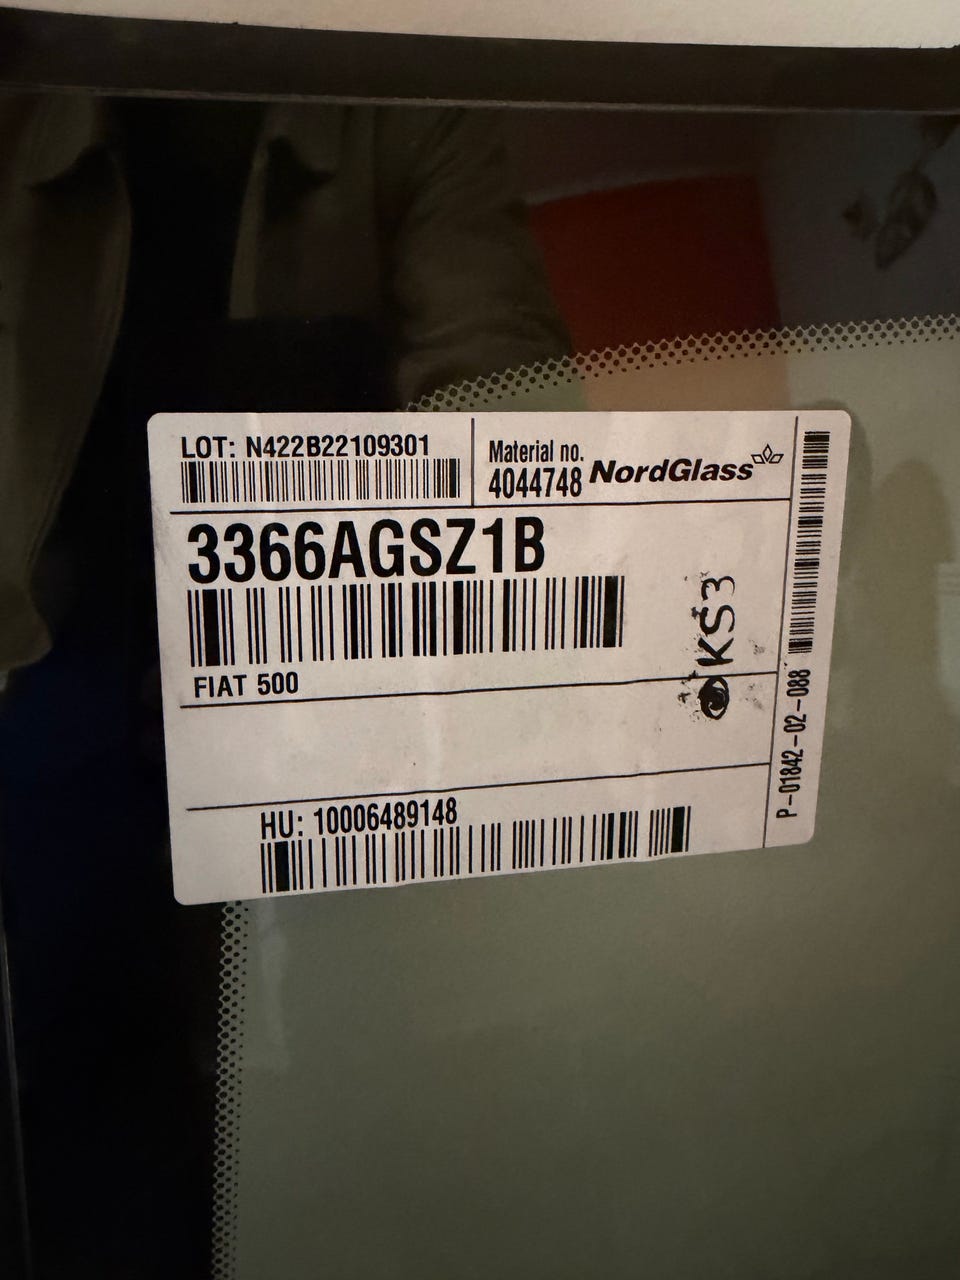 LOT: N422B22109301
Material no.
4044748 NordGlass
3366AGSZ1B
FIAT 500
KS3
HU: 10006489148
P-01842-02-088